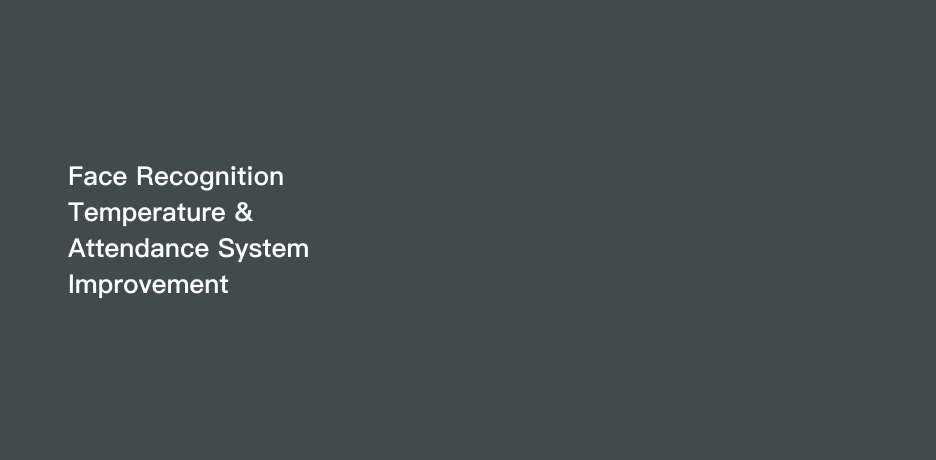 Face Recognition
Temperature &
Attendance System
Improvement